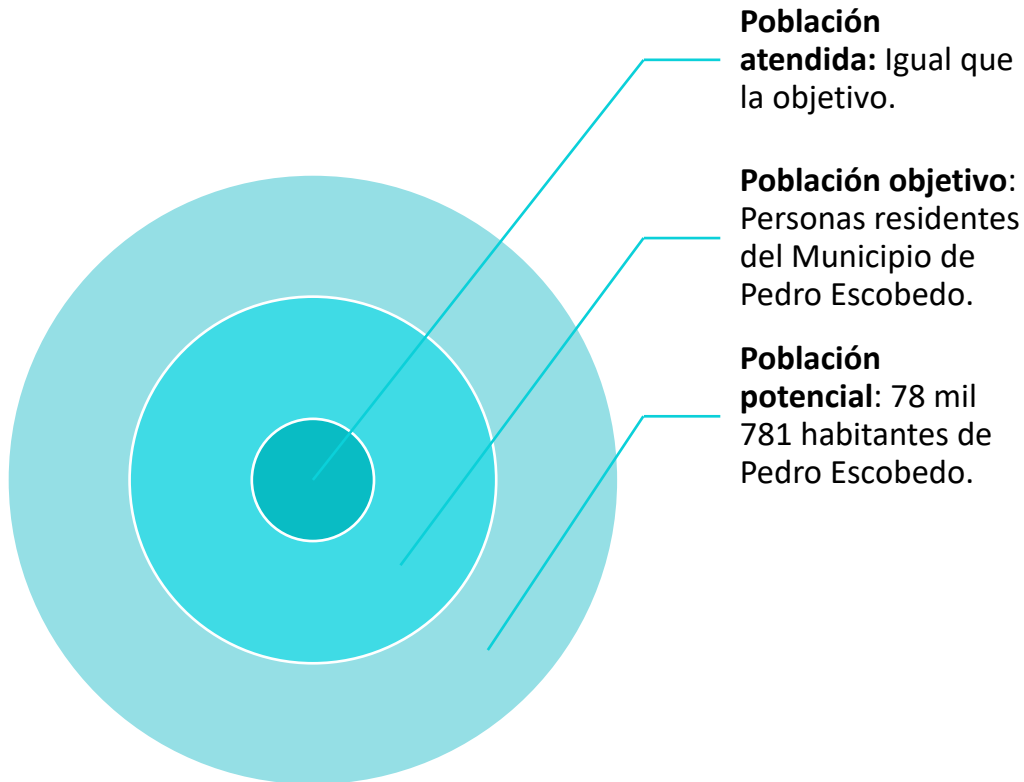 Población
atendida: Igual que
la objetivo.
Población objetivo:
Personas residentes
del Municipio de
Pedro Escobedo.
Población
potencial: 78 mil
781 habitantes de
Pedro Escobedo.